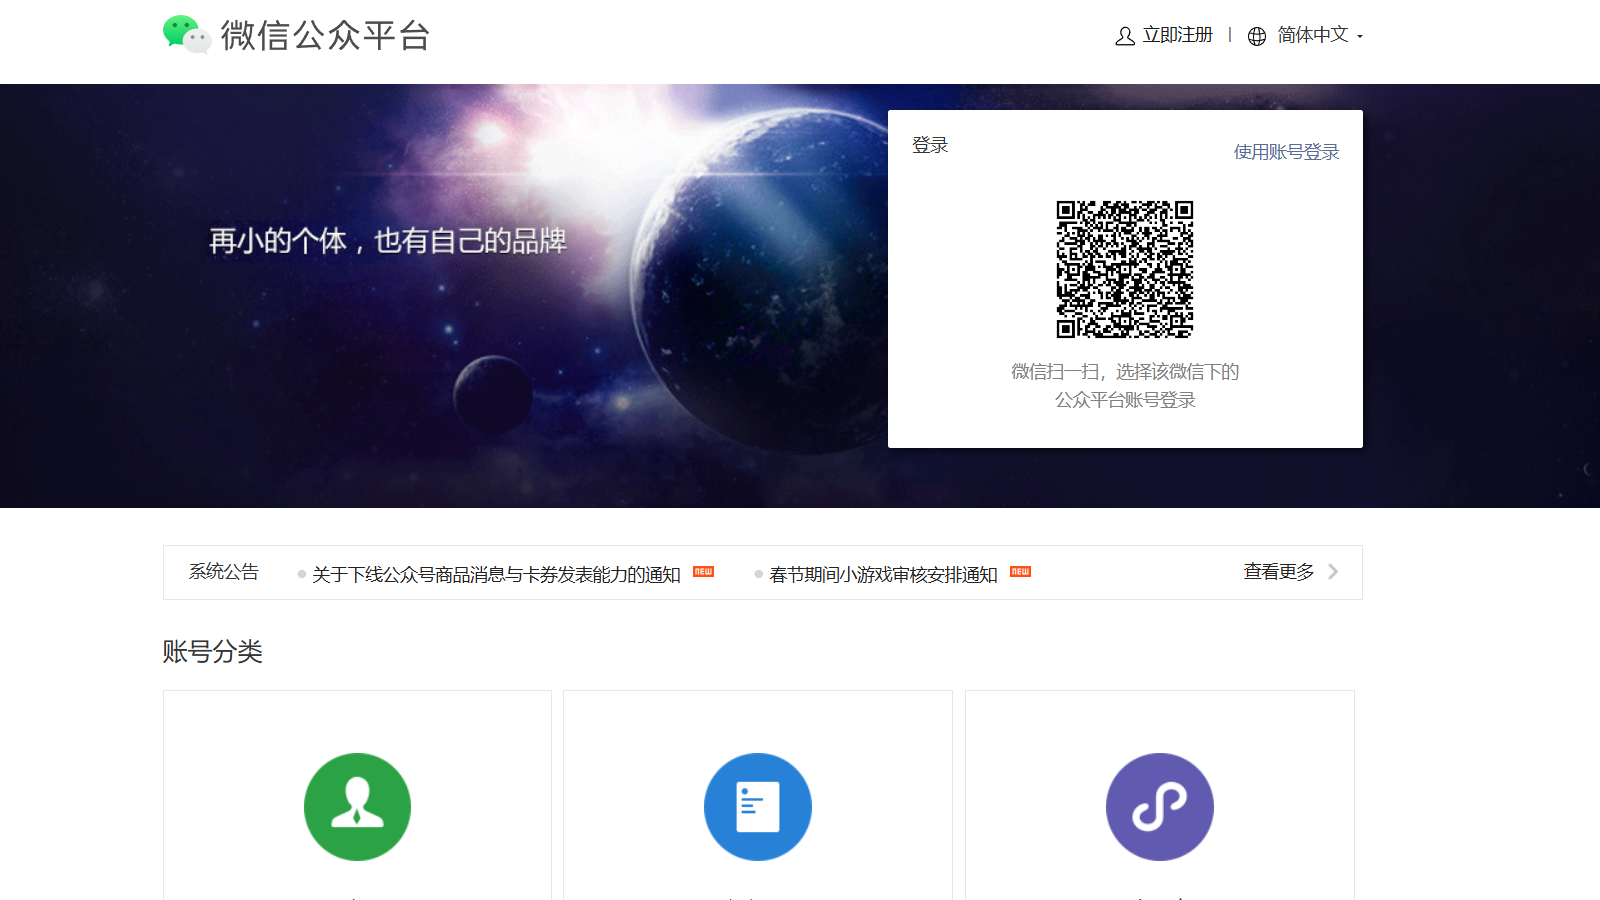 微信公众平台
立即注册
简体中文
再小的个体，也有自己的品牌
登录
使用账号登录
微信扫一扫，选择该微信下的
公众平台账号登录
系统公告
关于下线公众号商品消息与卡券发表能力的通知 NEW
春节期间小游戏审核安排通知 NEW
查看更多
账号分类